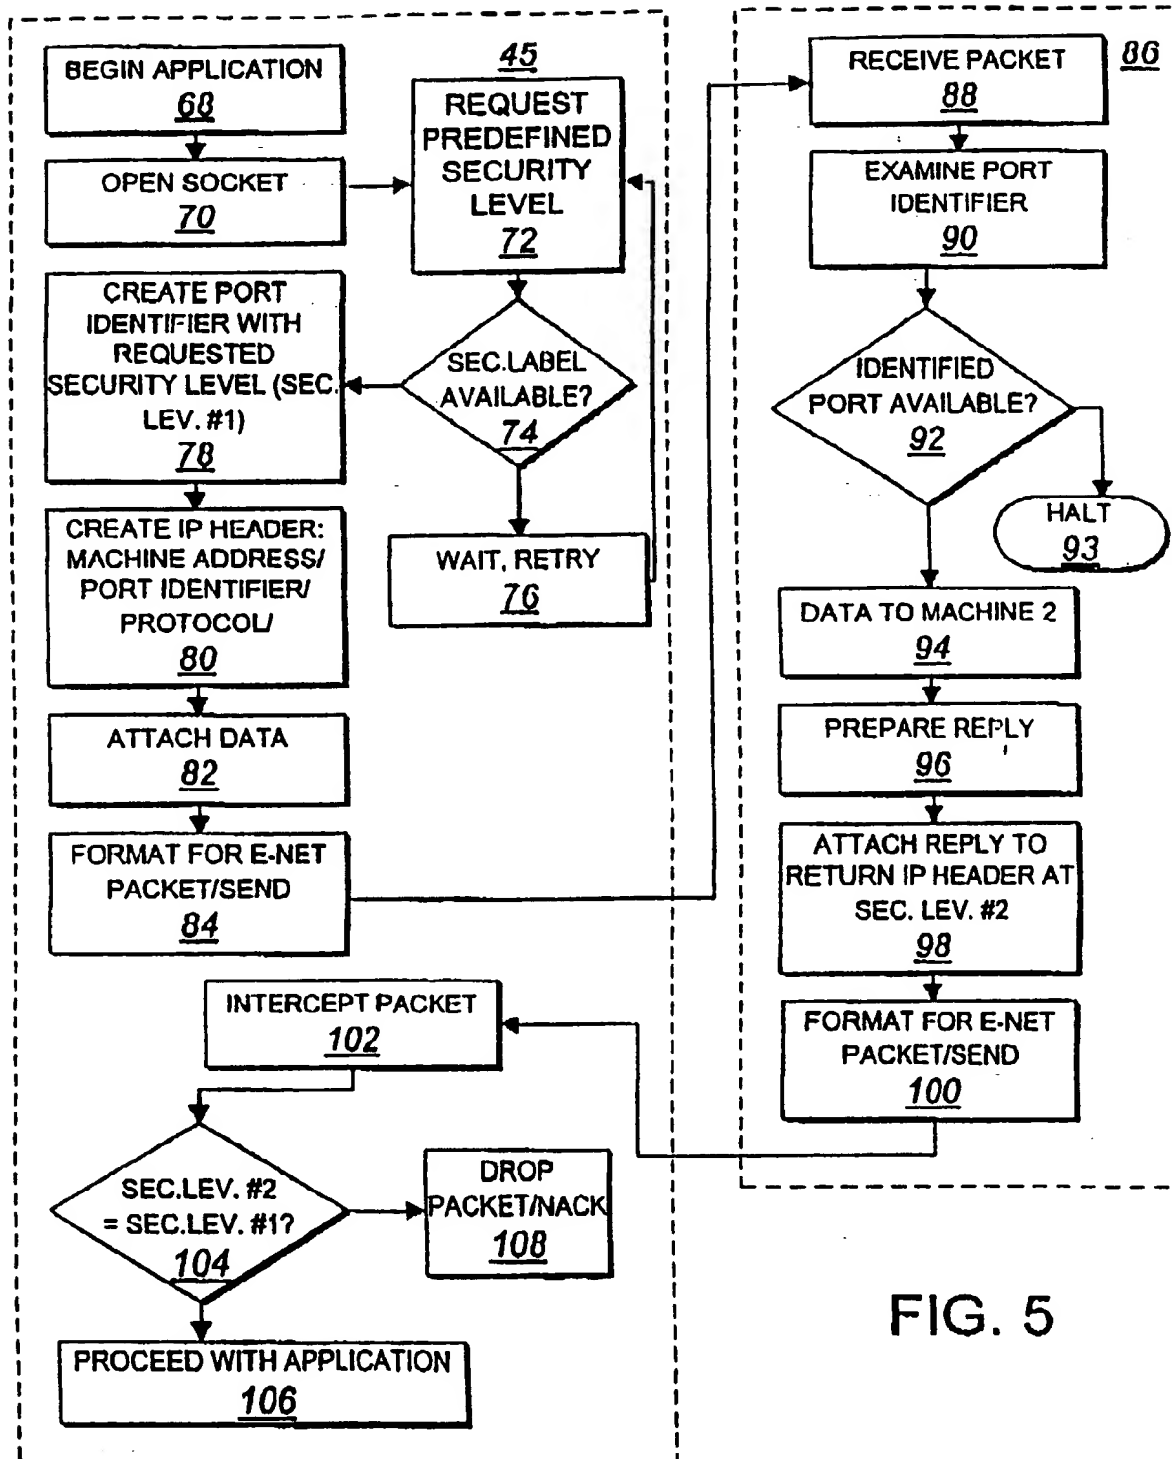 BEGIN APPLICATION
68
OPEN SOCKET
70
45
REQUEST
PREDEFINED
SECURITY
LEVEL
72
SEC.LABEL
AVAILABLE?
74
WAIT, RETRY
76
CREATE PORT
IDENTIFIER WITH
REQUESTED
SECURITY LEVEL (SEC.
LEV. #1)
78
CREATE IP HEADER:
MACHINE ADDRESS/
PORT IDENTIFIER/
PROTOCOL/
80
ATTACH DATA
82
FORMAT FOR E-NET
PACKET/SEND
84
86
RECEIVE PACKET
88
EXAMINE PORT
IDENTIFIER
90
IDENTIFIED
PORT AVAILABLE?
92
HALT
93
DATA TO MACHINE 2
94
PREPARE REPLY
96
ATTACH REPLY TO
RETURN IP HEADER AT
SEC. LEV. #2
98
FORMAT FOR E-NET
PACKET/SEND
100
INTERCEPT PACKET
102
SEC.LEV. #2
= SEC.LEV. #1?
104
DROP
PACKET/NACK
108
PROCEED WITH APPLICATION
106
FIG. 5